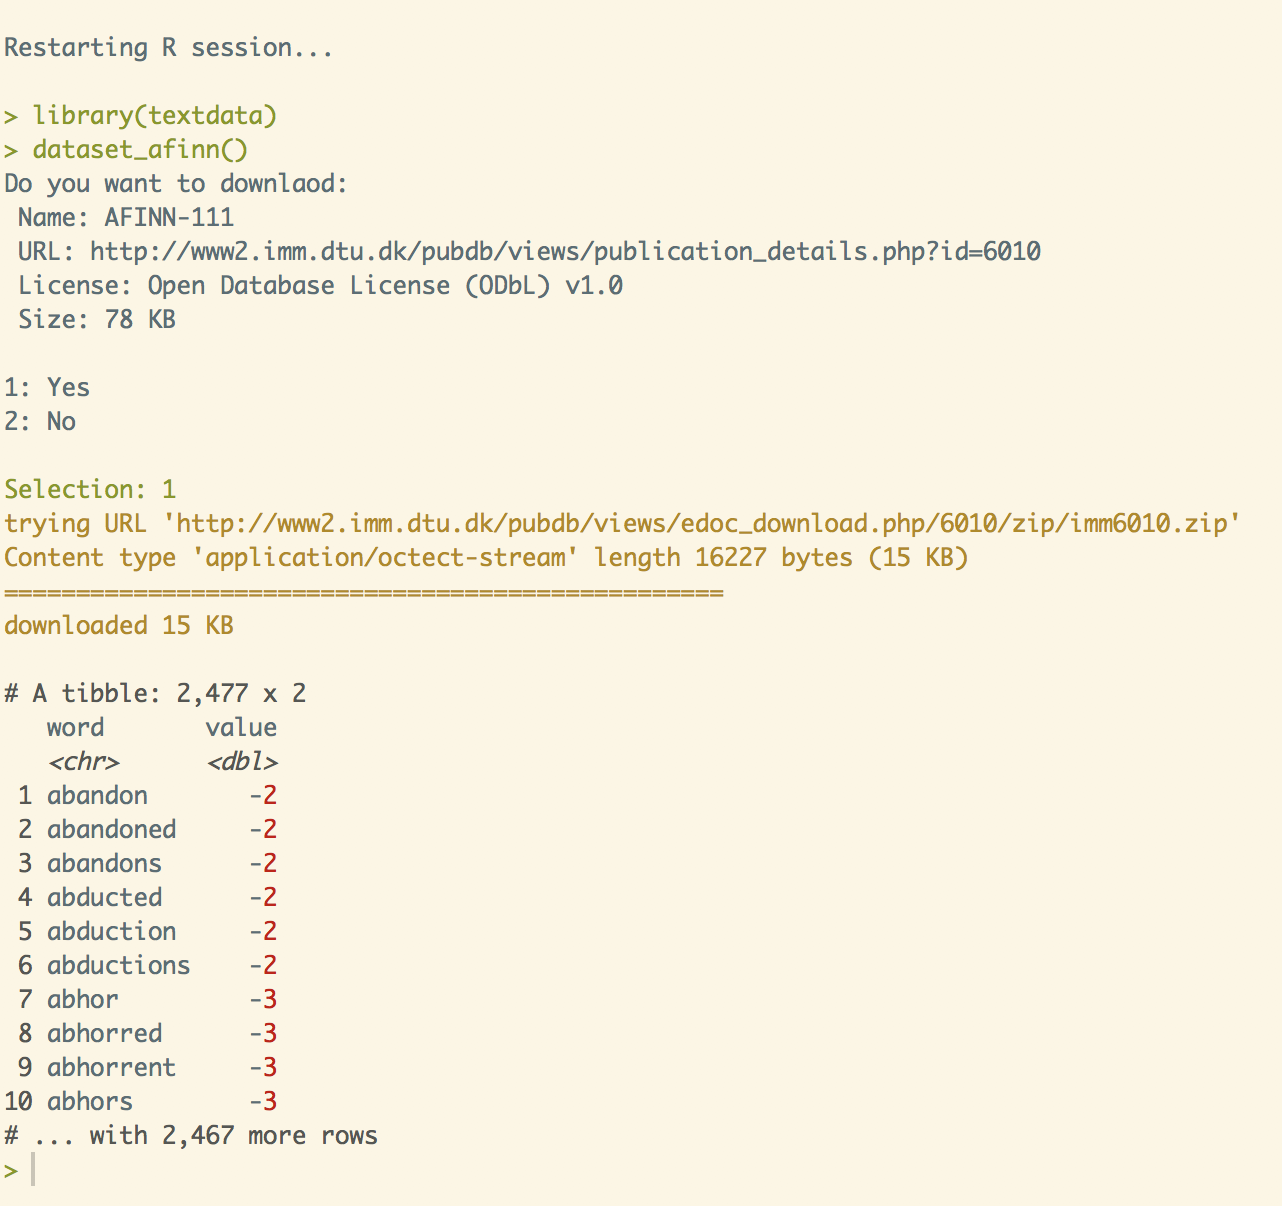 Restarting R session...
> library(textdata)
> dataset_afinn()
Do you want to downlaod:
 Name: AFINN-111
 URL: http://www2.imm.dtu.dk/pubdb/views/publication_details.php?id=6010
 License: Open Database License (ODbL) v1.0
 Size: 78 KB
1: Yes
2: No
Selection: 1
trying URL 'http://www2.imm.dtu.dk/pubdb/views/edoc_download.php/6010/zip/imm6010.zip'
Content type 'application/octect-stream' length 16227 bytes (15 KB)
==================================================
downloaded 15 KB
# A tibble: 2,477 x 2
   word       value
   <chr>      <dbl>
 1 abandon       -2
 2 abandoned     -2
 3 abandons      -2
 4 abducted      -2
 5 abduction     -2
 6 abductions    -2
 7 abhor         -3
 8 abhorred      -3
 9 abhorrent     -3
10 abhors        -3
# ... with 2,467 more rows
>